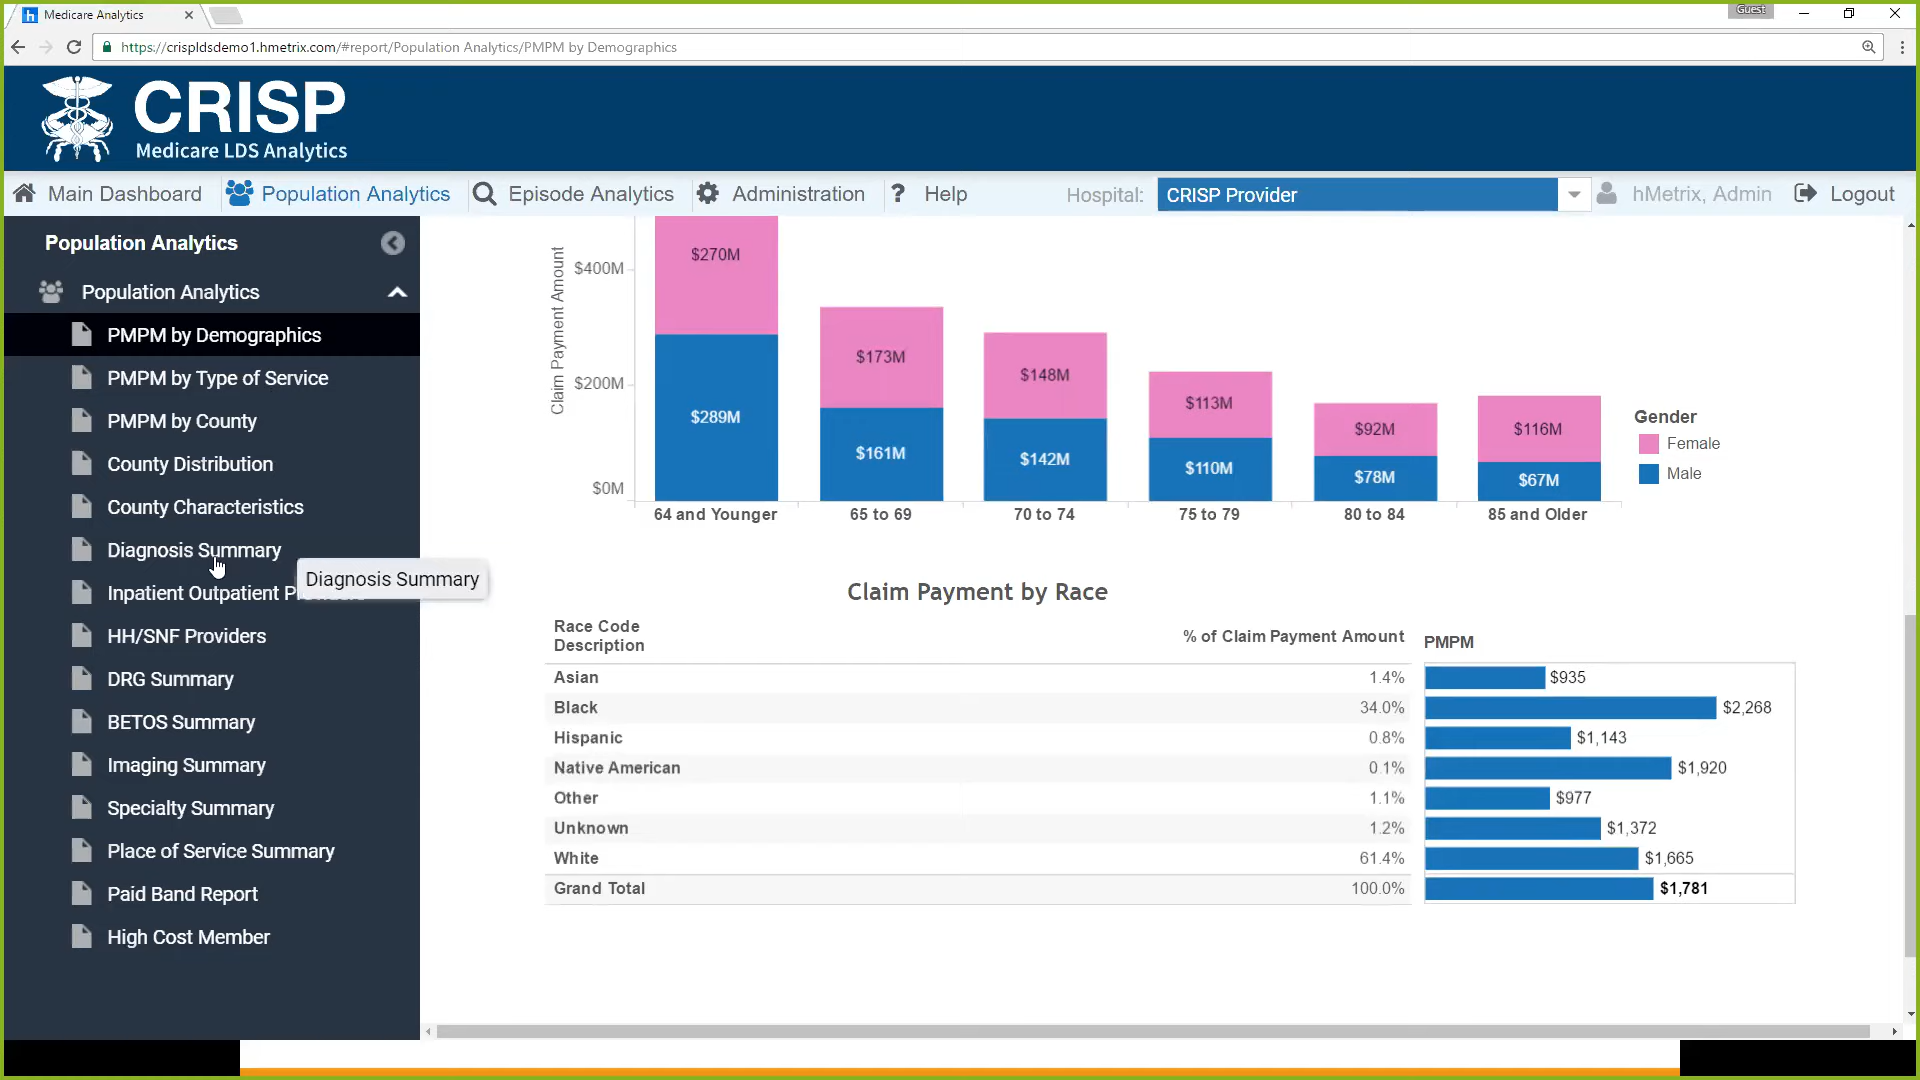 Medicare Analytics
Guest
https://crispldsdemo1.hmetrix.com/#report/Population Analytics/PMPM by Demographics
CRISP
Medicare LDS Analytics
Main Dashboard
Population Analytics
Episode Analytics
Administration
? Help
Hospital:
CRISP Provider
hMetrix, Admin
Logout
Population Analytics
Population Analytics
PMPM by Demographics
PMPM by Type of Service
PMPM by County
County Distribution
County Characteristics
Diagnosis Summary
Diagnosis Summary
Inpatient Outpatient
HH/SNF Providers
DRG Summary
BETOS Summary
Imaging Summary
Specialty Summary
Place of Service Summary
Paid Band Report
High Cost Member
Claim Payment Amount
$400M
$200M
$0M
$270M
$173M
$148M
$113M
$92M
$116M
$289M
$161M
$142M
$110M
$78M
$67M
64 and Younger
65 to 69
70 to 74
75 to 79
80 to 84
85 and Older
Gender
Female
Male
Claim Payment by Race
Race Code
Description
% of Claim Payment Amount
PMPM
Asian 1.4% $935
Black 34.0% $2,268
Hispanic 0.8% $1,143
Native American 0.1% $1,920
Other 1.1% $977
Unknown 1.2% $1,372
White 61.4% $1,665
Grand Total 100.0% $1,781